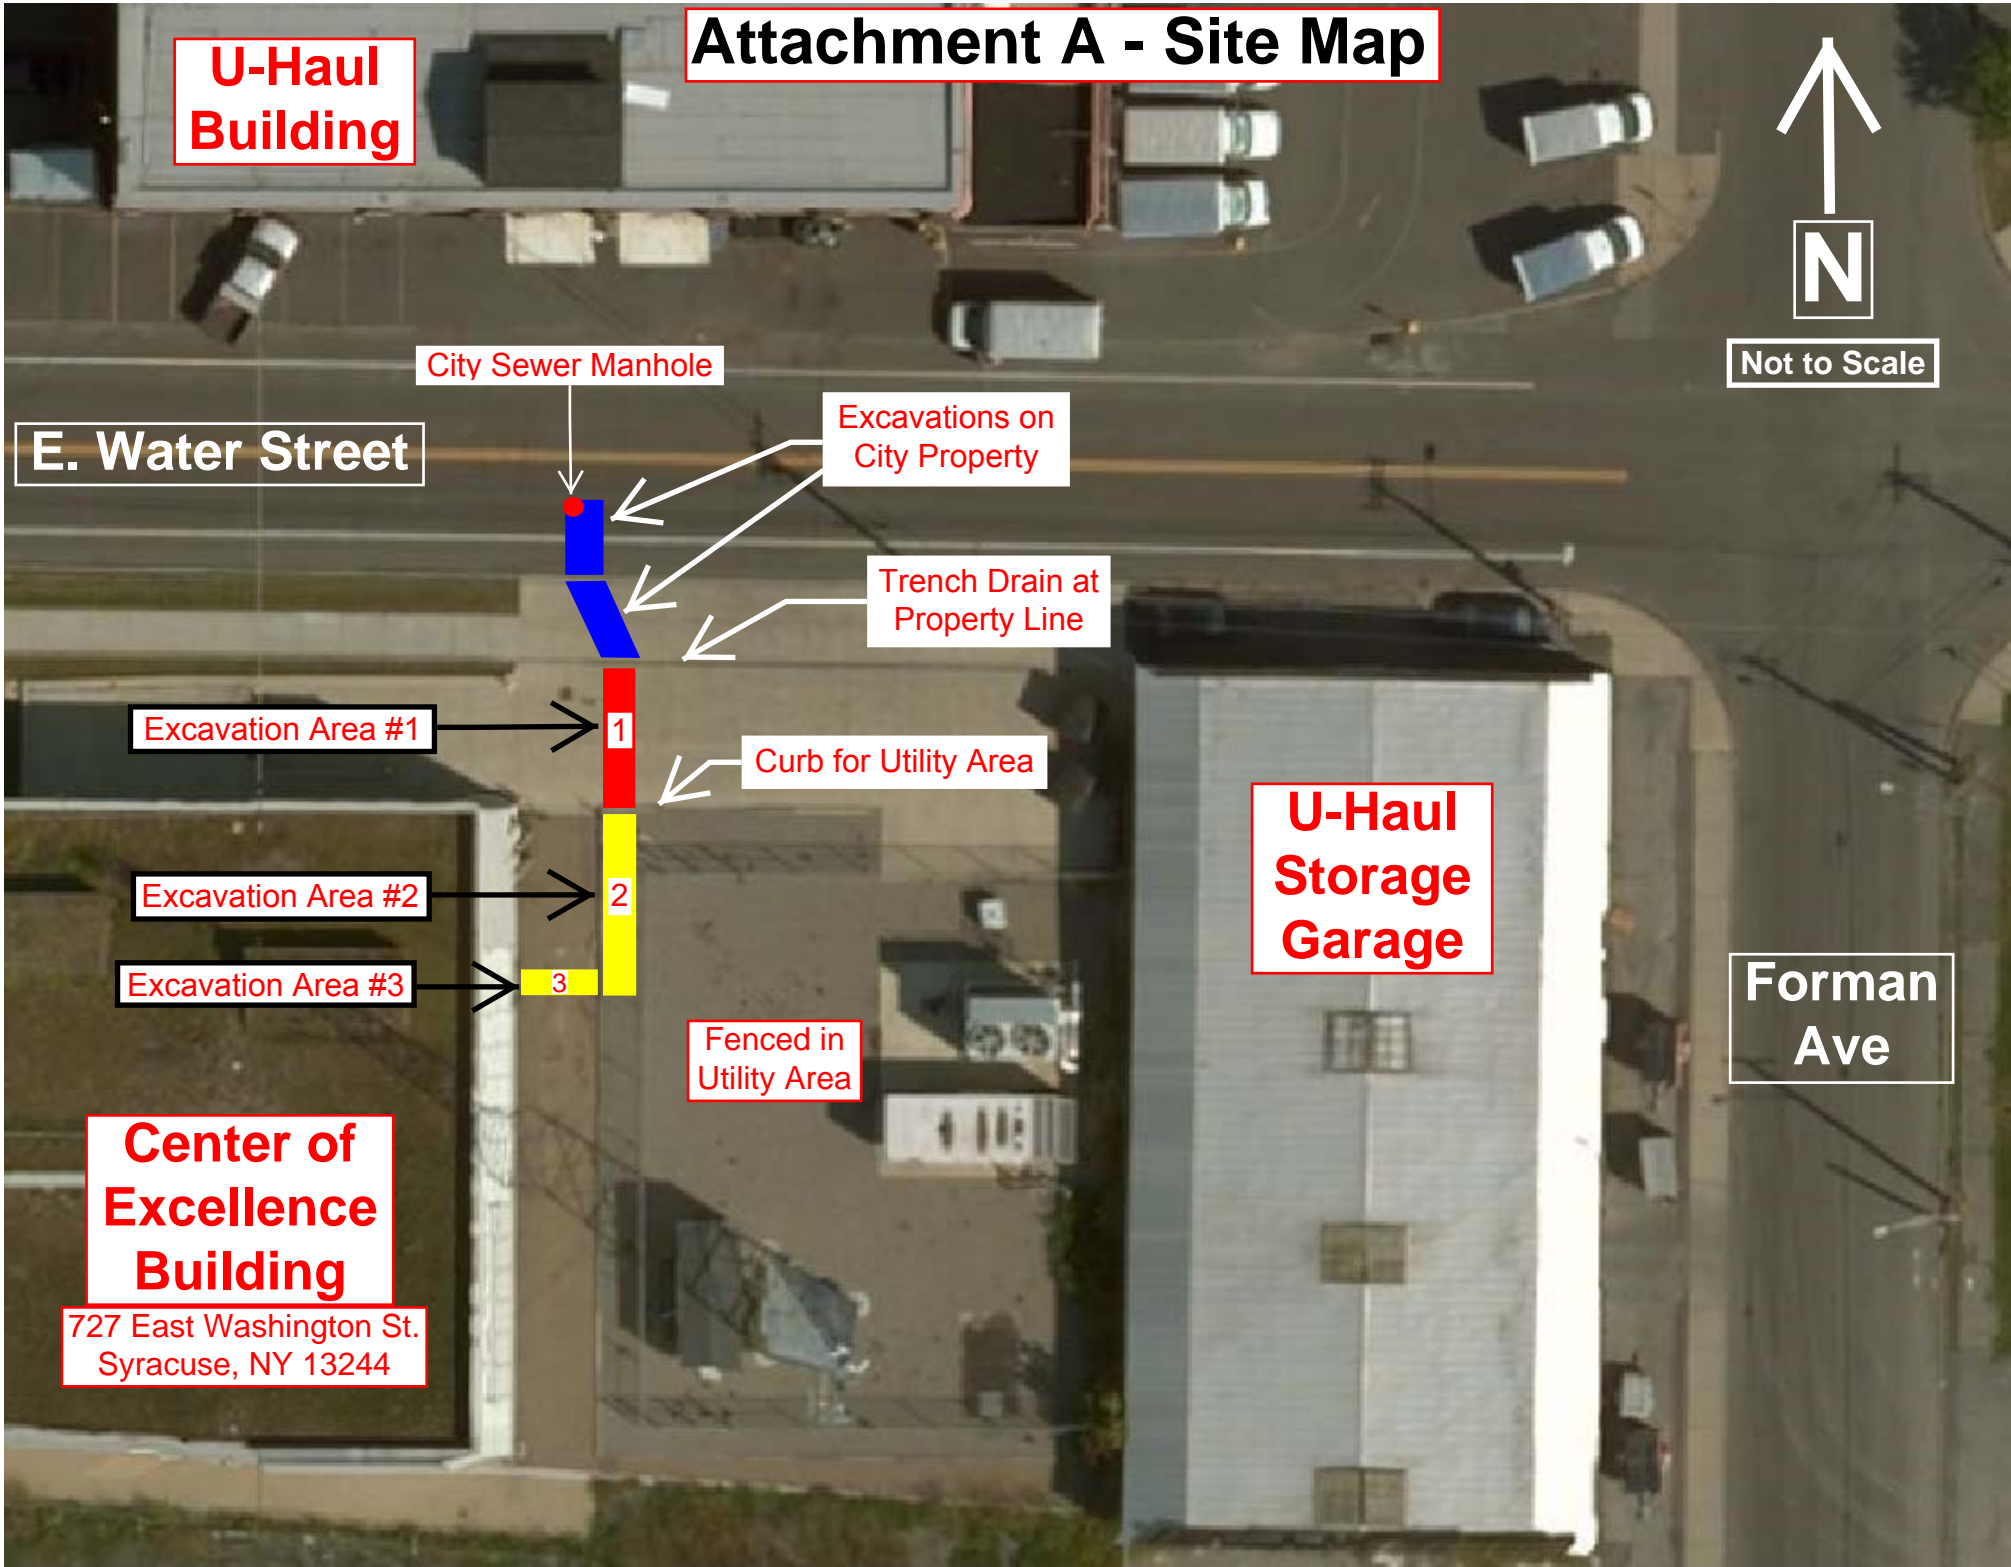 Attachment A - Site Map
U-Haul
Building
N
Not to Scale
City Sewer Manhole
E. Water Street
Excavations on
City Property
Trench Drain at
Property Line
Excavation Area #1
1
Curb for Utility Area
U-Haul
Storage
Garage
Excavation Area #2
2
Excavation Area #3
3
Forman
Ave
Fenced in
Utility Area
Center of
Excellence
Building
727 East Washington St.
Syracuse, NY 13244